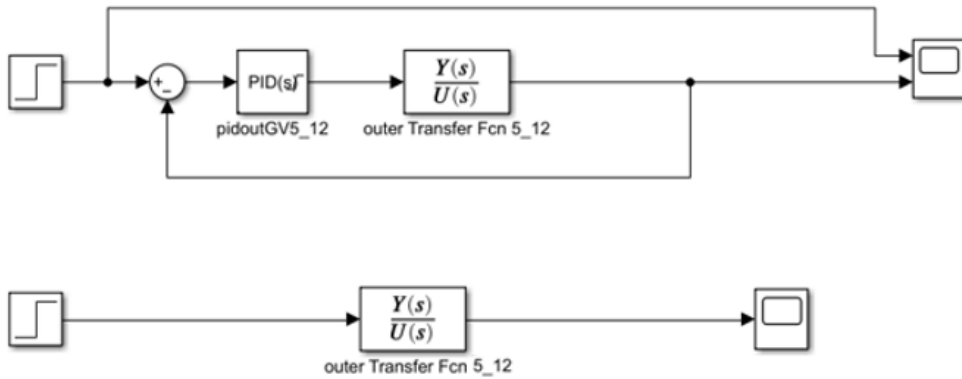 +
−
PID(s)
Y(s)
U(s)
pidoutGV5_12
outer Transfer Fcn 5_12
Y(s)
U(s)
outer Transfer Fcn 5_12